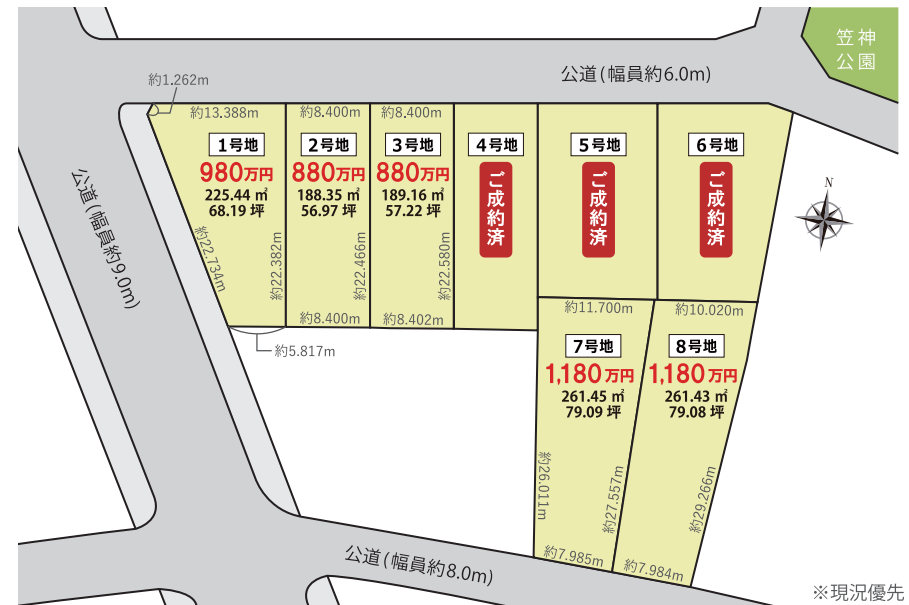 笠神
公園
公道(幅員約6.0m)
約1.262m
約13.388m
約8.400m
約8.400m
1号地
980万円
225.44㎡
68.19坪
2号地
880万円
188.35㎡
56.97坪
3号地
880万円
189.16㎡
57.22坪
4号地
ご成約済
5号地
ご成約済
6号地
ご成約済
N
公道(幅員約9.0m)
約22.734m
約22.382m
約22.466m
約22.580m
約8.400m
約8.402m
約5.817m
約11.700m
約10.020m
7号地
1,180万円
261.45㎡
79.09坪
8号地
1,180万円
261.43㎡
79.08坪
約26.011m
約27.557m
約29.266m
約7.985m
約7.984m
公道(幅員約8.0m)
※現況優先